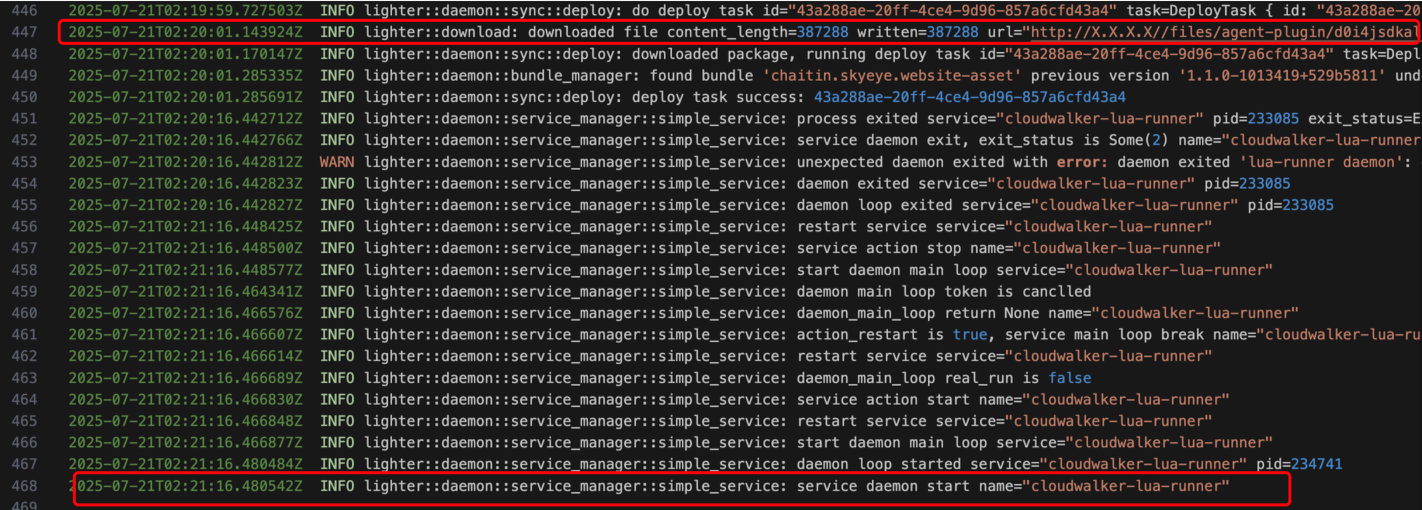 446 2025-07-21T02:19:59.727503Z INFO lighter::daemon::sync::deploy: do deploy task id="43a288ae-20ff-4ce4-9d96-857a6cfd43a4" task=DeployTask { id: "43a288ae-20
447 2025-07-21T02:20:01.143924Z INFO lighter::download: downloaded file content_length=387288 written=387288 url="http://X.X.X.X//files/agent-plugin/d0i4jsdkal
448 2025-07-21T02:20:01.170147Z INFO lighter::daemon::sync::deploy: downloaded package, running deploy task id="43a288ae-20ff-4ce4-9d96-857a6cfd43a4" task=Depl
449 2025-07-21T02:20:01.285335Z INFO lighter::daemon::bundle_manager: found bundle 'chaitin.skyeye.website-asset' previous version '1.1.0-1013419+529b5811' und
450 2025-07-21T02:20:01.285691Z INFO lighter::daemon::sync::deploy: deploy task success: 43a288ae-20ff-4ce4-9d96-857a6cfd43a4
451 2025-07-21T02:20:16.442712Z INFO lighter::daemon::service_manager::simple_service: process exited service="cloudwalker-lua-runner" pid=233085 exit_status=E
452 2025-07-21T02:20:16.442766Z INFO lighter::daemon::service_manager::simple_service: service daemon exit, exit_status is Some(2) name="cloudwalker-lua-runner
453 2025-07-21T02:20:16.442812Z WARN lighter::daemon::service_manager::simple_service: unexpected daemon exited with error: daemon exited 'lua-runner daemon':
454 2025-07-21T02:20:16.442823Z INFO lighter::daemon::service_manager::simple_service: daemon exited service="cloudwalker-lua-runner" pid=233085
455 2025-07-21T02:20:16.442827Z INFO lighter::daemon::service_manager::simple_service: daemon loop exited service="cloudwalker-lua-runner" pid=233085
456 2025-07-21T02:21:16.448425Z INFO lighter::daemon::service_manager::simple_service: restart service service="cloudwalker-lua-runner"
457 2025-07-21T02:21:16.448500Z INFO lighter::daemon::service_manager::simple_service: service action stop name="cloudwalker-lua-runner"
458 2025-07-21T02:21:16.448577Z INFO lighter::daemon::service_manager::simple_service: start daemon main loop service="cloudwalker-lua-runner"
459 2025-07-21T02:21:16.464341Z INFO lighter::daemon::service_manager::simple_service: daemon main loop token is canclled
460 2025-07-21T02:21:16.466576Z INFO lighter::daemon::service_manager::simple_service: daemon_main_loop return None name="cloudwalker-lua-runner"
461 2025-07-21T02:21:16.466607Z INFO lighter::daemon::service_manager::simple_service: action_restart is true, service main loop break name="cloudwalker-lua-ru
462 2025-07-21T02:21:16.466614Z INFO lighter::daemon::service_manager::simple_service: restart service service="cloudwalker-lua-runner"
463 2025-07-21T02:21:16.466689Z INFO lighter::daemon::service_manager::simple_service: daemon_main_loop real_run is false
464 2025-07-21T02:21:16.466830Z INFO lighter::daemon::service_manager::simple_service: service action start name="cloudwalker-lua-runner"
465 2025-07-21T02:21:16.466848Z INFO lighter::daemon::service_manager::simple_service: restart service service="cloudwalker-lua-runner"
466 2025-07-21T02:21:16.466877Z INFO lighter::daemon::service_manager::simple_service: start daemon main loop service="cloudwalker-lua-runner"
467 2025-07-21T02:21:16.480484Z INFO lighter::daemon::service_manager::simple_service: daemon loop started service="cloudwalker-lua-runner" pid=234741
468 2025-07-21T02:21:16.480542Z INFO lighter::daemon::service_manager::simple_service: service daemon start name="cloudwalker-lua-runner"
469